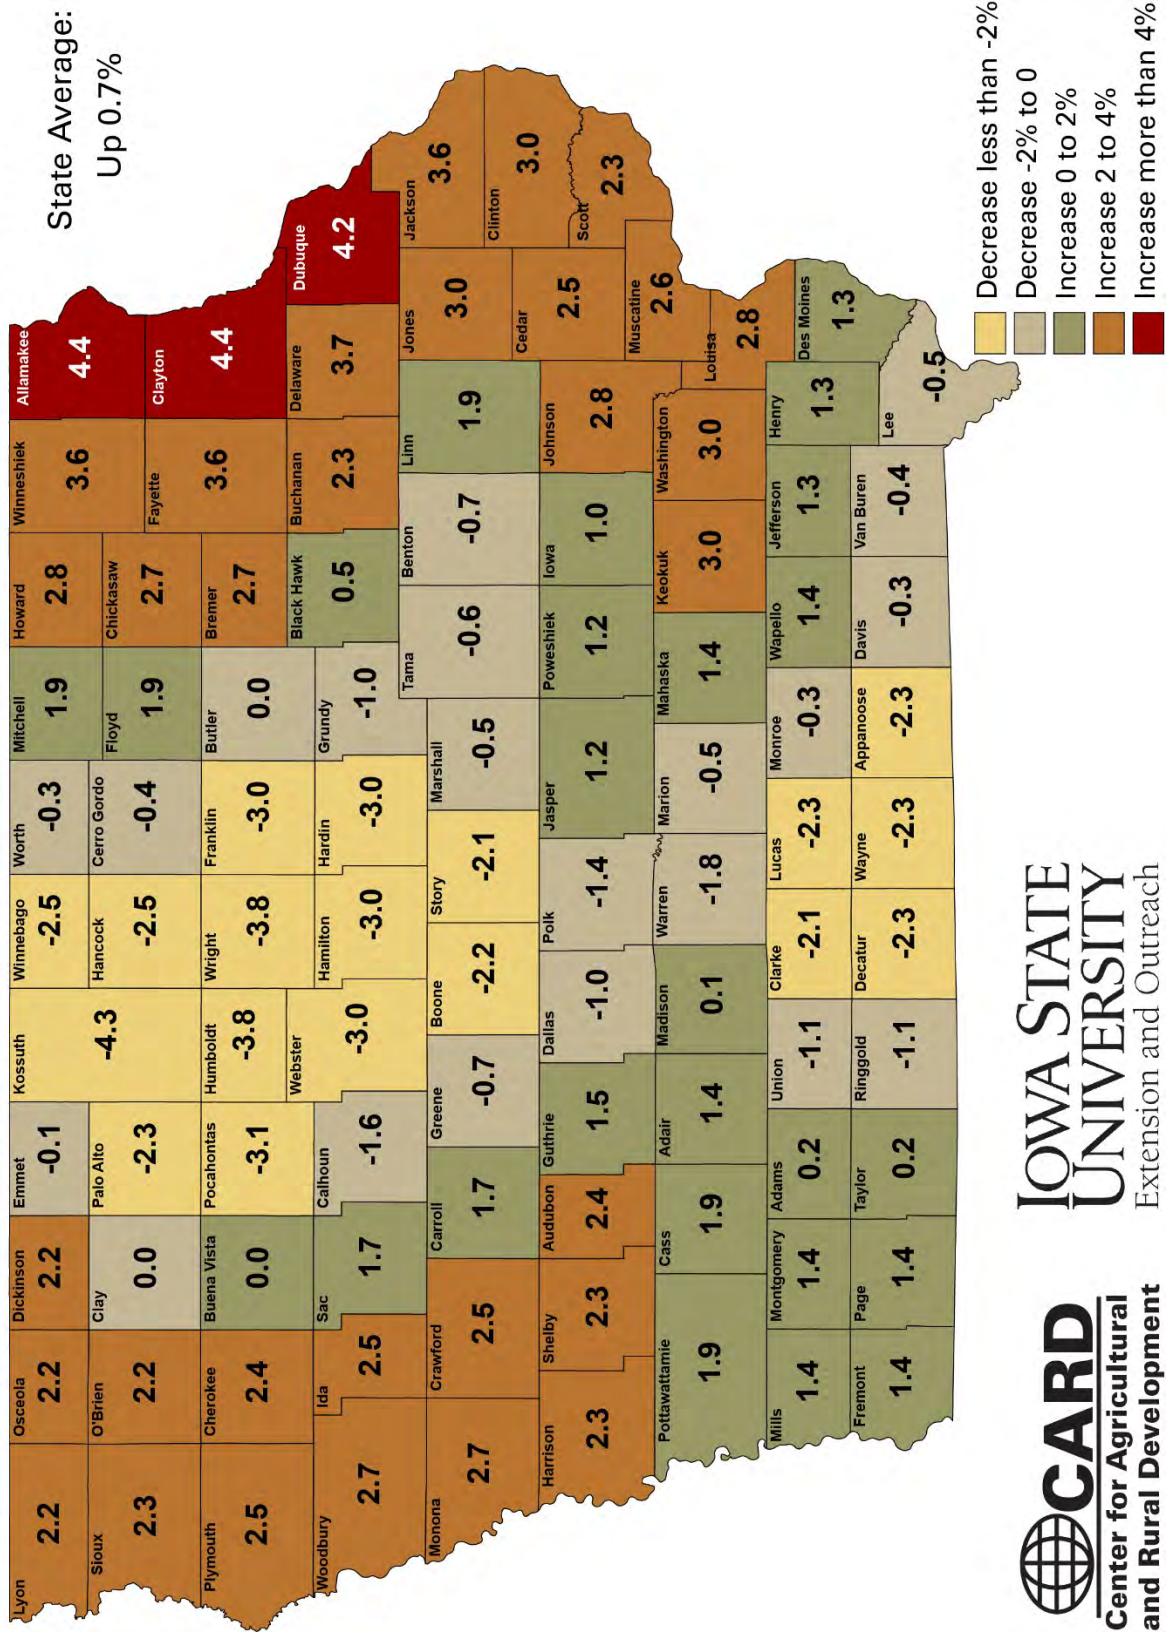 State Average:
Up 0.7%
Lyon
2.2
Osceola
2.2
Dickinson
2.2
Emmet
-0.1
Kossuth
-4.3
Winnebago
-2.5
Worth
-0.3
Mitchell
1.9
Howard
2.8
Winneshiek
3.6
Allamakee
4.4
Sioux
2.3
O'Brien
2.2
Clay
0.0
Palo Alto
-2.3
Hancock
-2.5
Cerro Gordo
-0.4
Floyd
1.9
Chickasaw
2.7
Fayette
3.6
Clayton
4.4
Plymouth
2.5
Cherokee
2.4
Buena Vista
0.0
Pocahontas
-3.1
Humboldt
-3.8
Wright
-3.8
Franklin
-3.0
Butler
0.0
Bremer
2.7
Woodbury
2.7
Ida
2.5
Sac
1.7
Calhoun
-1.6
Webster
-3.0
Hamilton
-3.0
Hardin
-3.0
Grundy
-1.0
Black Hawk
0.5
Buchanan
2.3
Delaware
3.7
Dubuque
4.2
Monona
2.7
Crawford
2.5
Carroll
1.7
Greene
-0.7
Boone
-2.2
Story
-2.1
Marshall
-0.5
Tama
-0.6
Benton
-0.7
Linn
1.9
Jones
3.0
Jackson
3.6
Clinton
3.0
Harrison
2.3
Shelby
2.3
Audubon
2.4
Guthrie
1.5
Dallas
-1.0
Polk
-1.4
Jasper
1.2
Poweshiek
1.2
Iowa
1.0
Johnson
2.8
Cedar
2.5
Scott
2.3
Muscatine
2.6
Pottawattamie
1.9
Cass
1.9
Adair
1.4
Madison
0.1
Warren
-1.8
Marion
-0.5
Mahaska
1.4
Keokuk
3.0
Washington
3.0
Louisa
2.8
Mills
1.4
Montgomery
1.4
Adams
0.2
Union
-1.1
Clarke
-2.1
Lucas
-2.3
Monroe
-0.3
Wapello
1.4
Jefferson
1.3
Henry
1.3
Des Moines
1.3
Fremont
1.4
Page
1.4
Taylor
0.2
Ringgold
-1.1
Decatur
-2.3
Wayne
-2.3
Appanoose
-2.3
Davis
-0.3
Van Buren
-0.4
Lee
-0.5
CARD
Center for Agricultural
and Rural Development
IOWA STATE
UNIVERSITY
Extension and Outreach
Decrease less than -2%
Decrease -2% to 0
Increase 0 to 2%
Increase 2 to 4%
Increase more than 4%